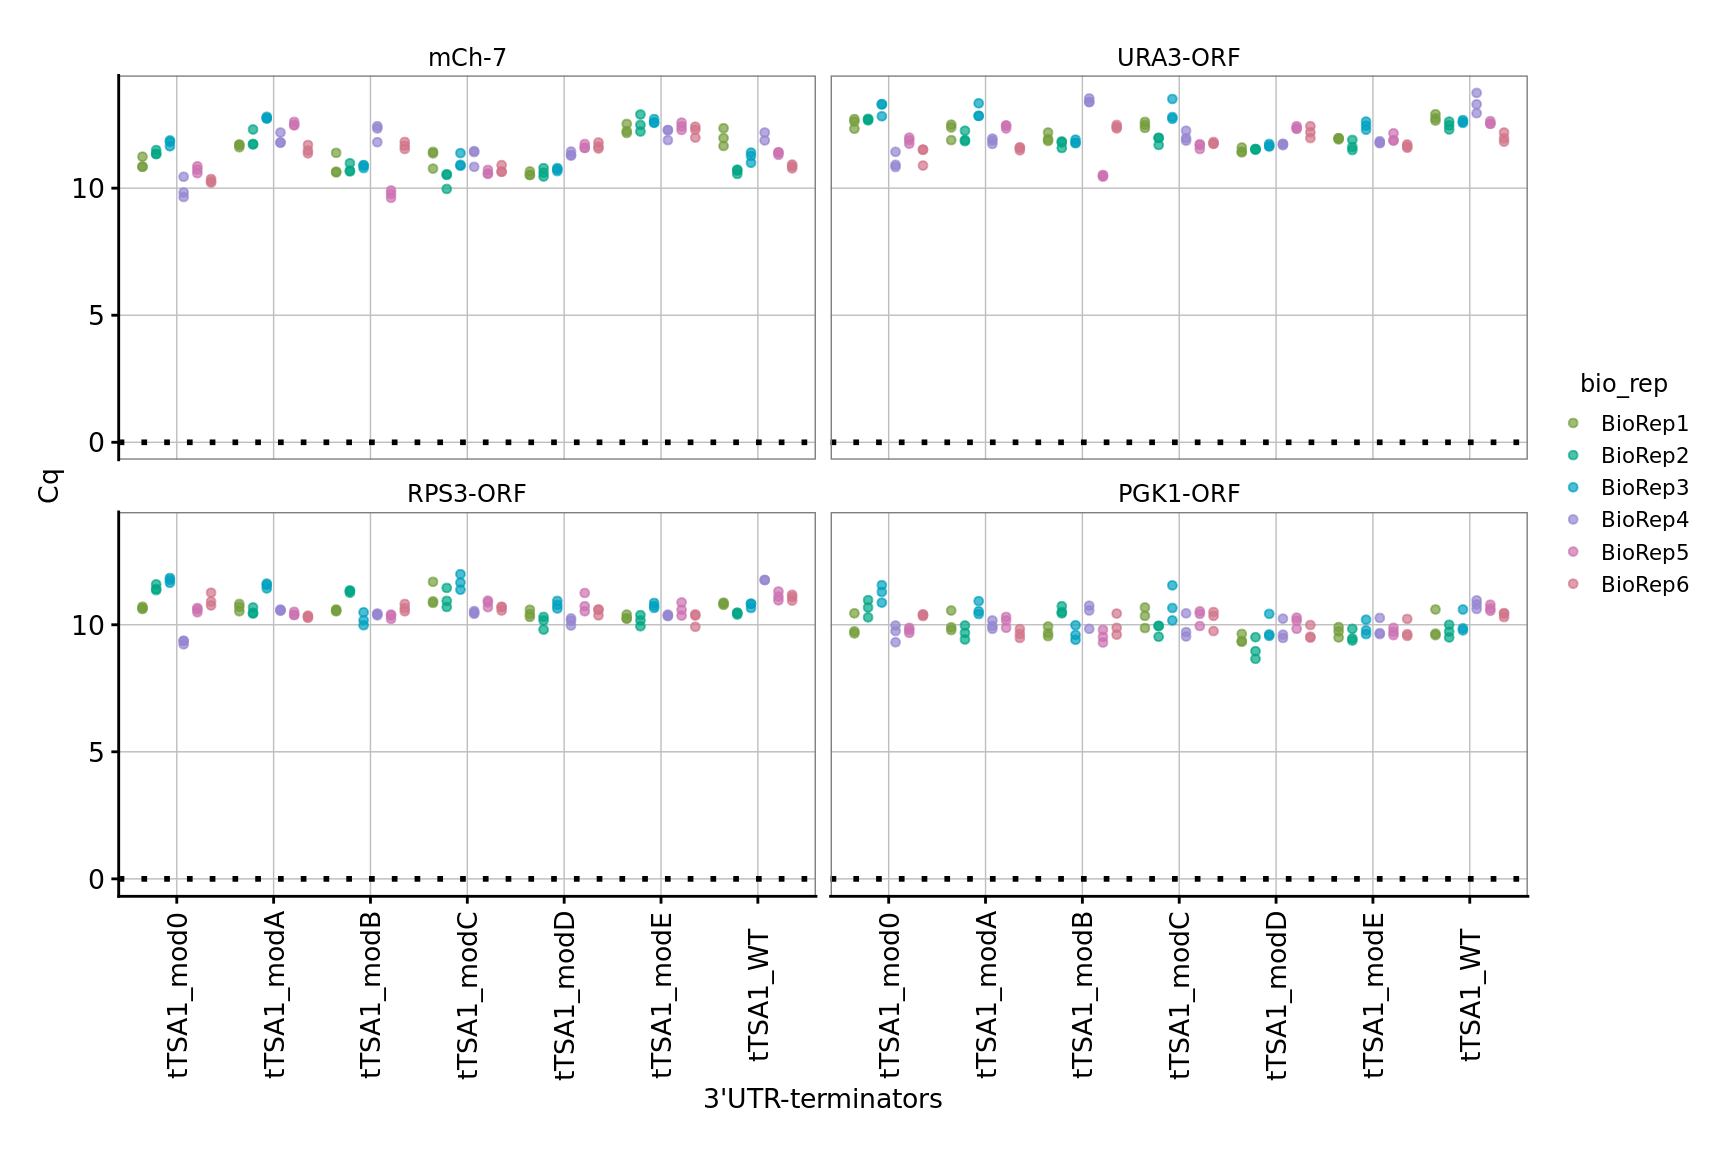 mCh-7
URA3-ORF
10
5
0
Cq
RPS3-ORF
PGK1-ORF
10
5
0
tTSA1_mod0
tTSA1_modA
tTSA1_modB
tTSA1_modC
tTSA1_modD
tTSA1_modE
tTSA1_WT
tTSA1_mod0
tTSA1_modA
tTSA1_modB
tTSA1_modC
tTSA1_modD
tTSA1_modE
tTSA1_WT
3'UTR-terminators
bio_rep
BioRep1
BioRep2
BioRep3
BioRep4
BioRep5
BioRep6